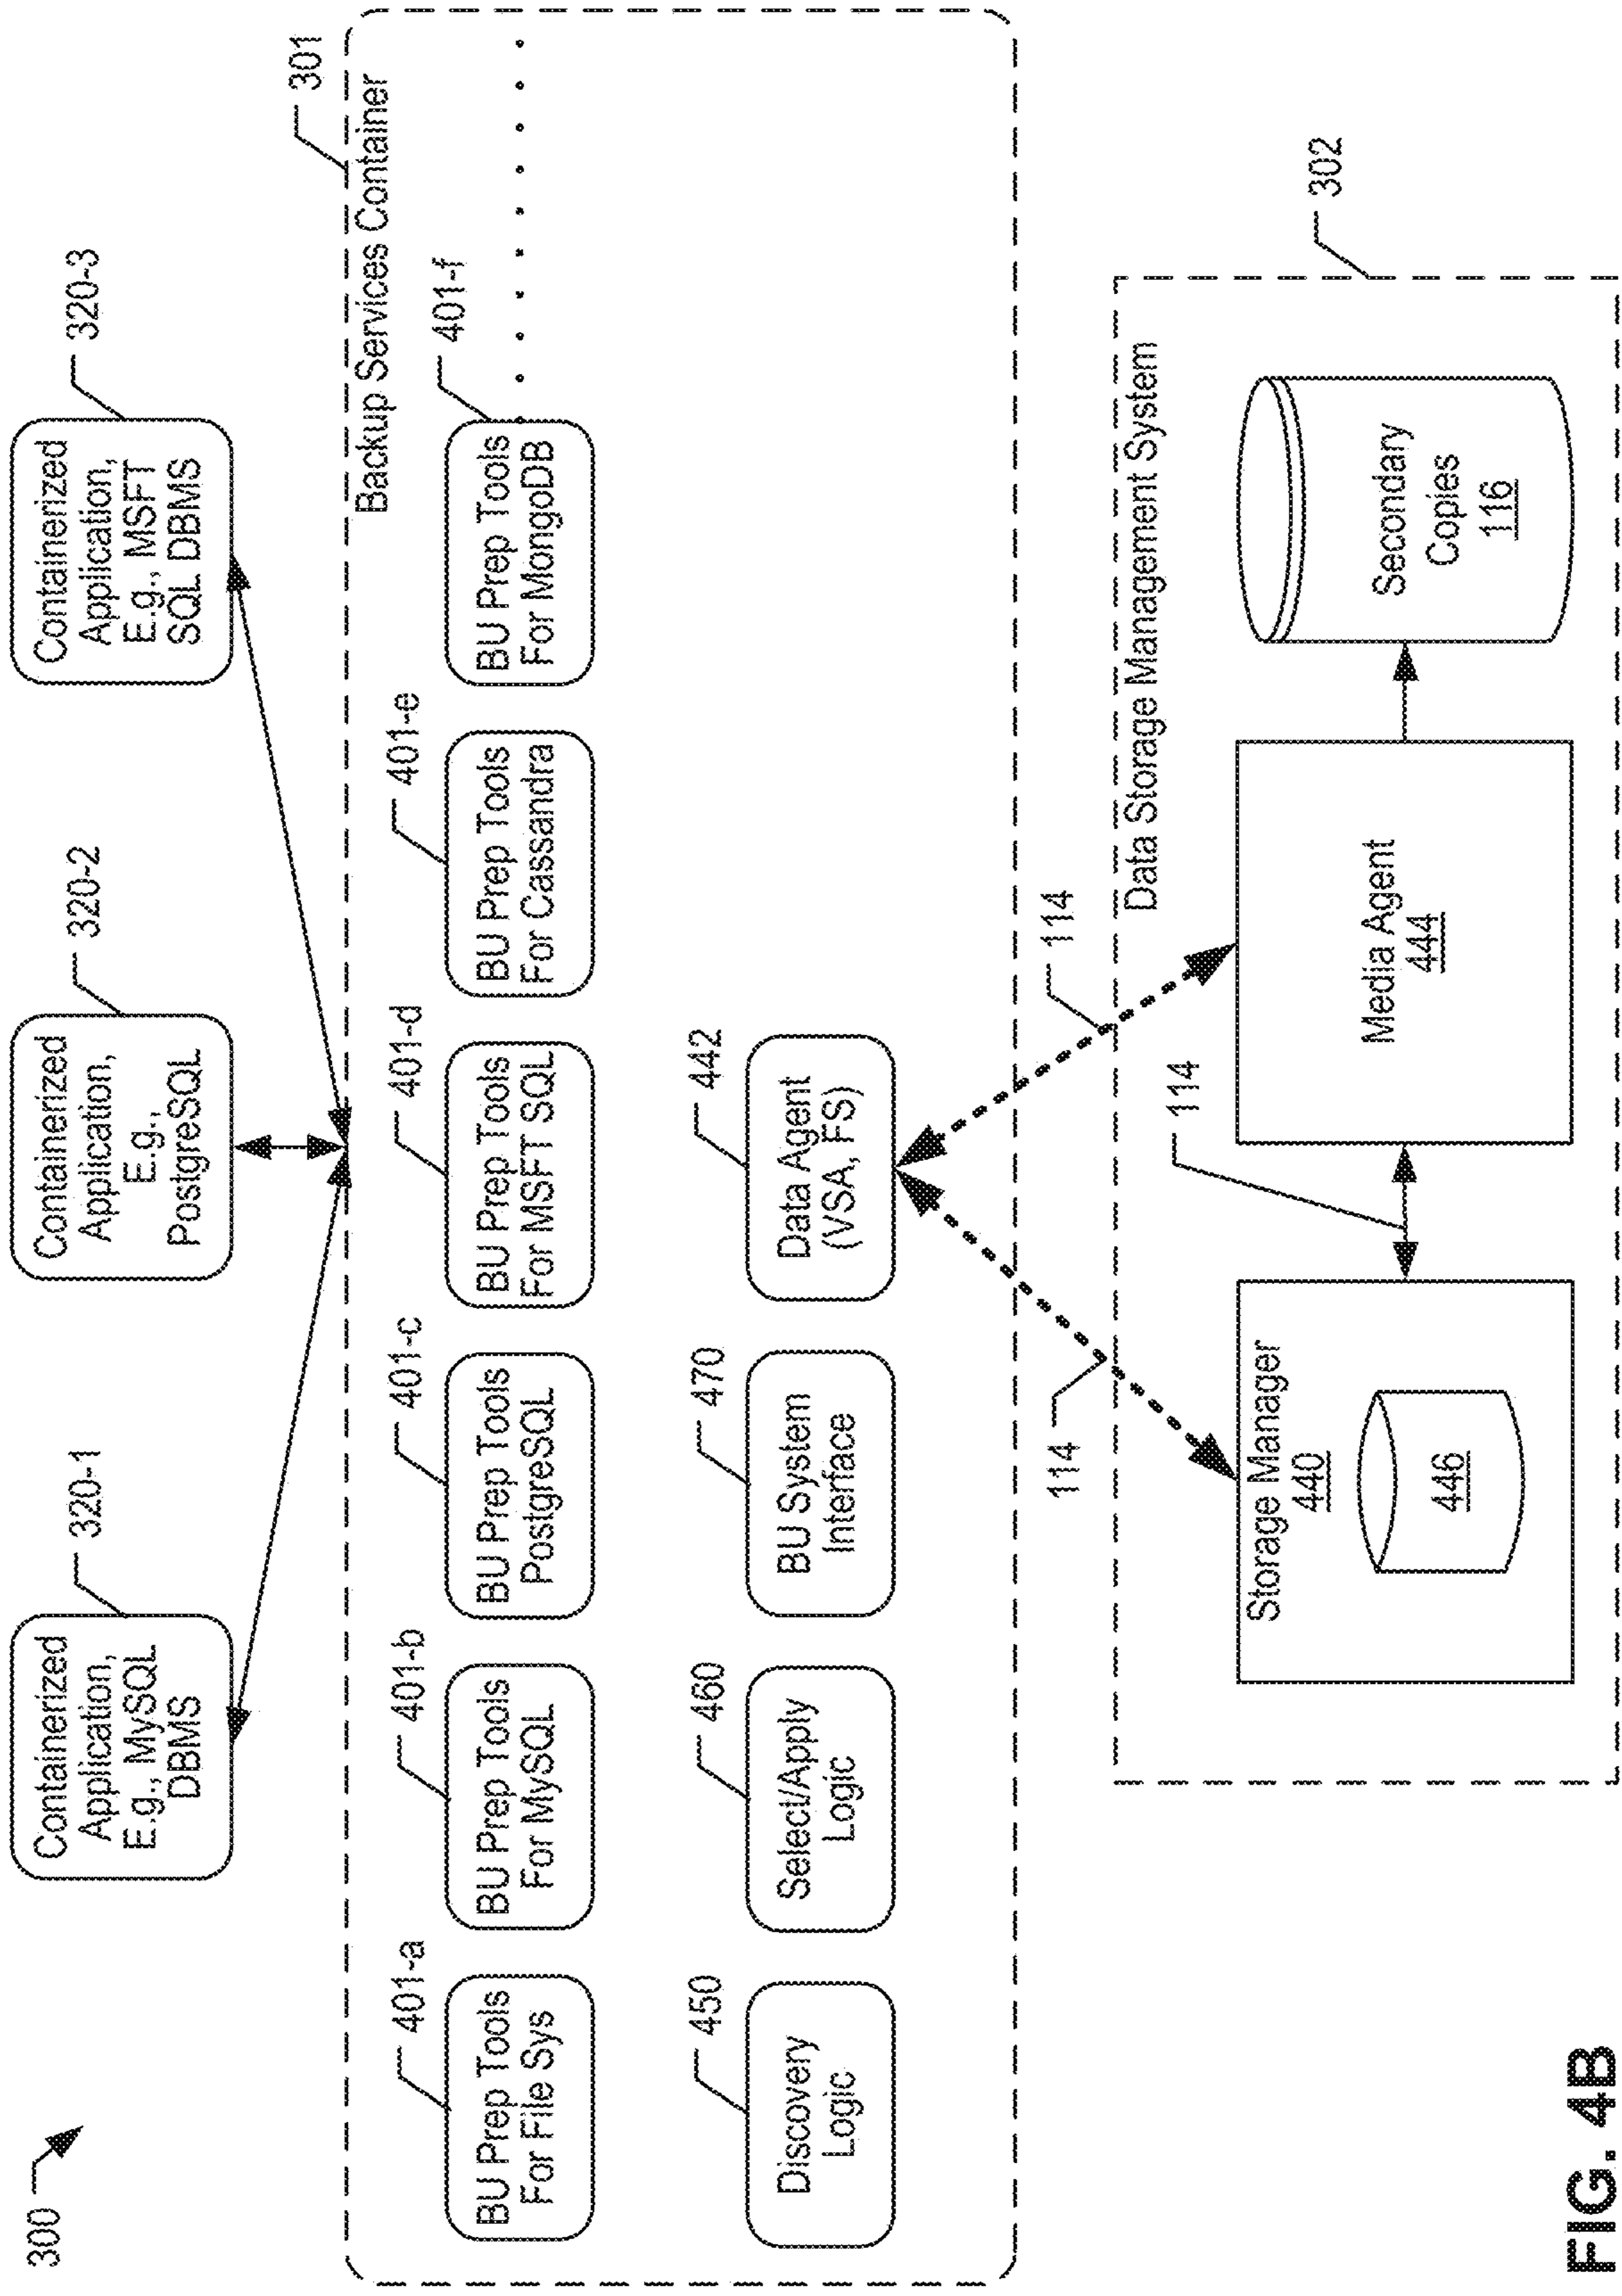 300
320-1
320-2
320-3
Containerized
Application,
E.g., MySQL
DBMS
Containerized
Application,
E.g.,
PostgreSQL
Containerized
Application,
E.g., MSFT
SQL DBMS
301
Backup Services Container
401-a
401-b
401-c
401-d
401-e
401-f
BU Prep Tools
For File Sys
BU Prep Tools
For MySQL
BU Prep Tools
PostgreSQL
BU Prep Tools
For MSFT SQL
BU Prep Tools
For Cassandra
BU Prep Tools
For MongoDB
450
460
470
442
Discovery
Logic
Select/Apply
Logic
BU System
Interface
Data Agent
(VSA, FS)
114
114
Data Storage Management System
302
114
Storage Manager
440
446
Media Agent
444
Secondary
Copies
116
FIG. 4B